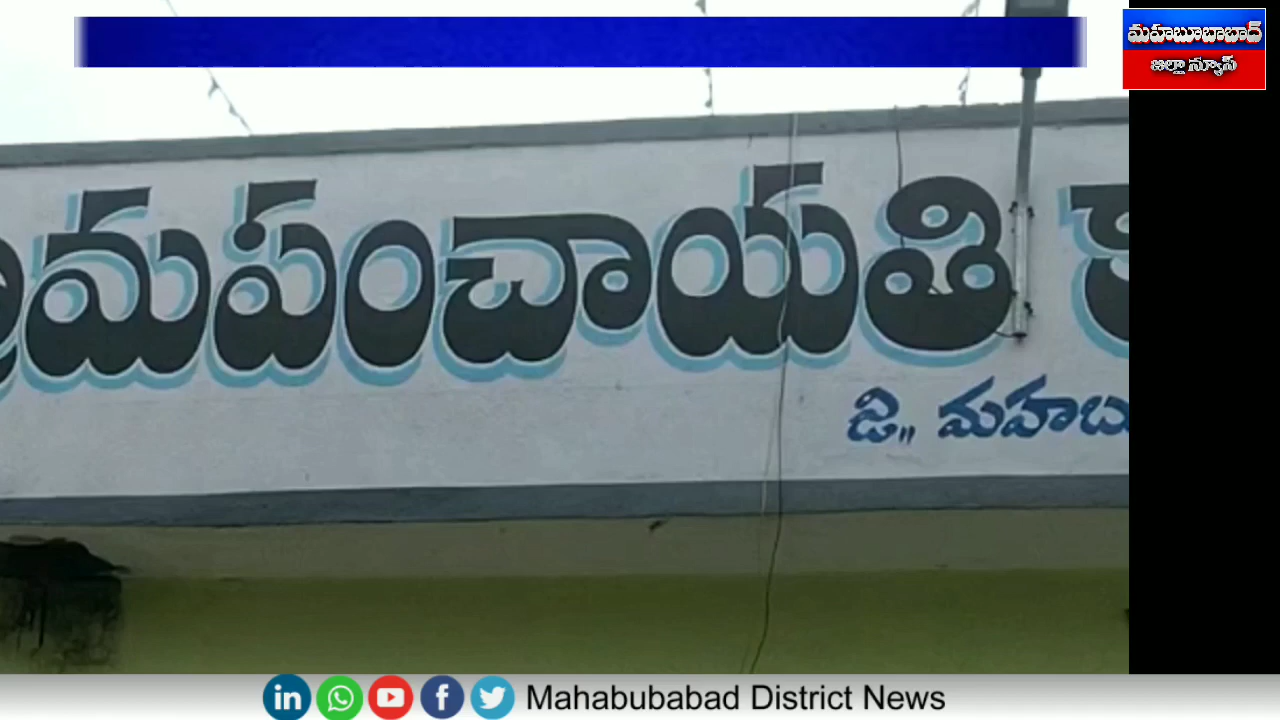 మహబూబాబాద్
జిల్లా న్యూస్
మపంచాయతి
జి,, మహబు
Mahabubabad District News